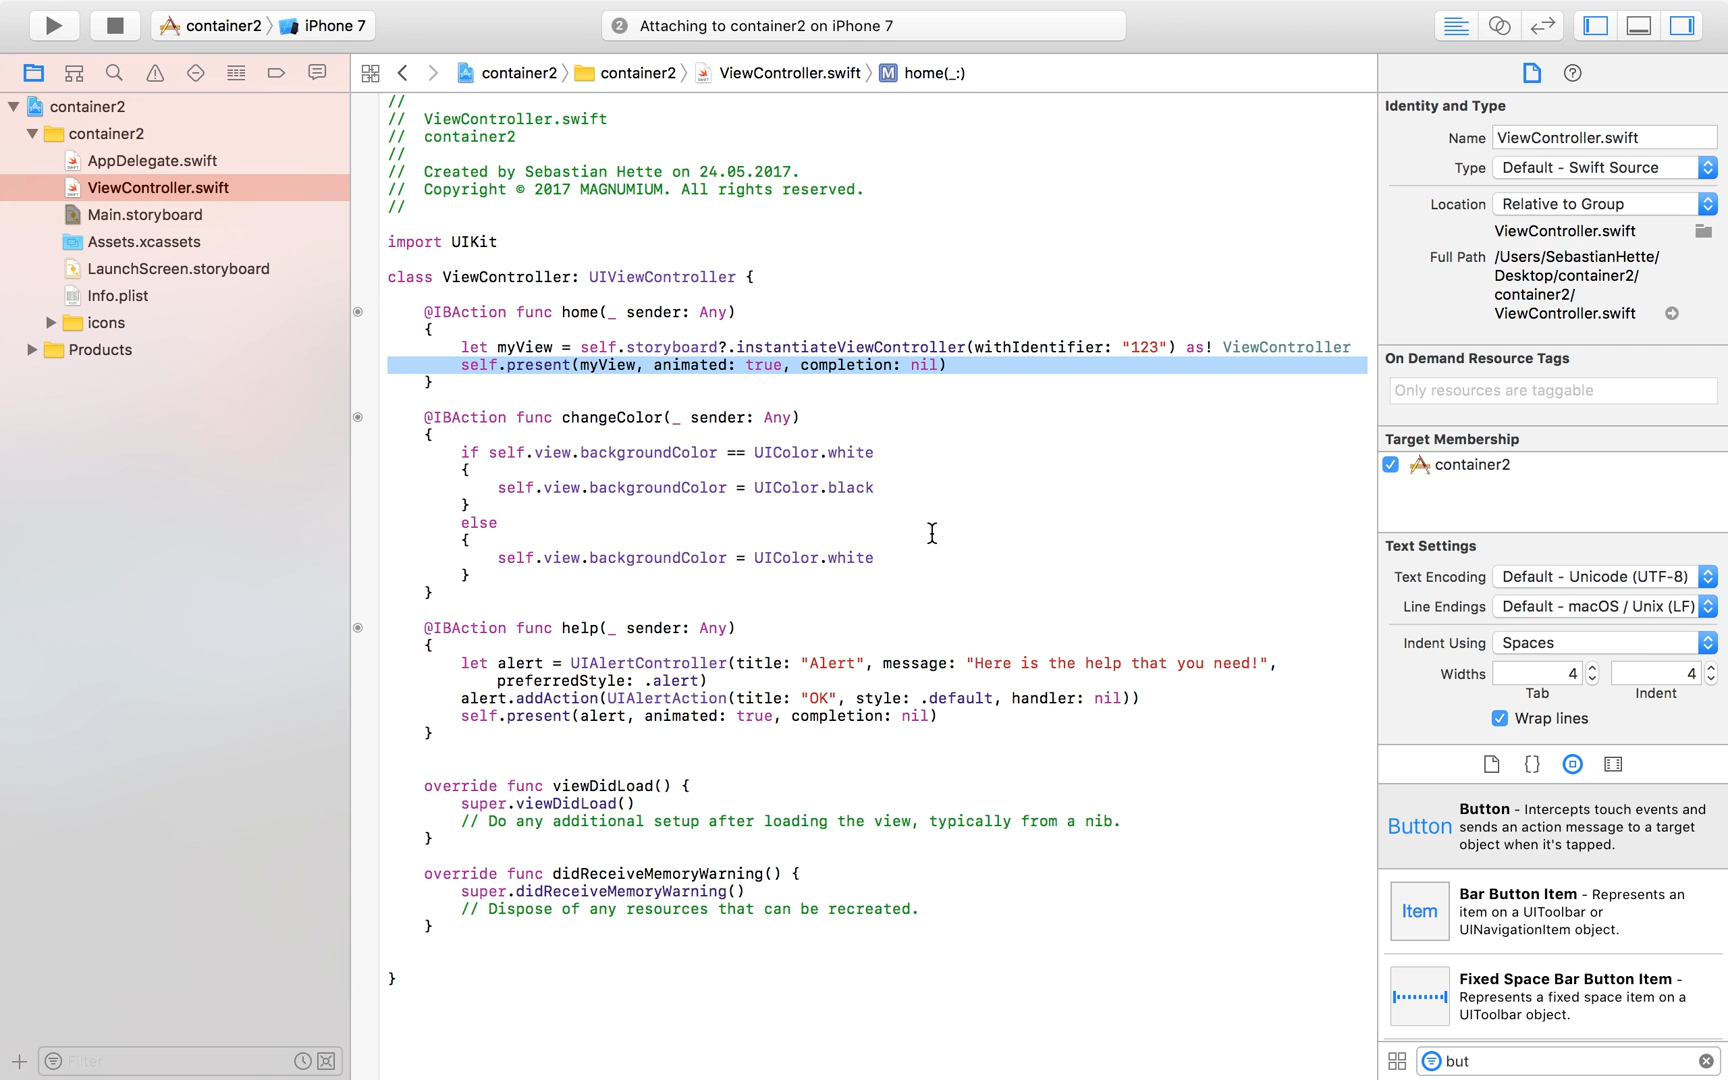 container2 iPhone 7
2 Attaching to container2 on iPhone 7
container2 container2 ViewController.swift M home(_:)
container2
container2
AppDelegate.swift
ViewController.swift
Main.storyboard
Assets.xcassets
LaunchScreen.storyboard
Info.plist
icons
Products
Filter
//
// ViewController.swift
// container2
//
// Created by Sebastian Hette on 24.05.2017.
// Copyright © 2017 MAGNUMIUM. All rights reserved.
//
import UIKit
class ViewController: UIViewController {
@IBAction func home(_ sender: Any)
{
let myView = self.storyboard?.instantiateViewController(withIdentifier: "123") as! ViewController
self.present(myView, animated: true, completion: nil)
}
@IBAction func changeColor(_ sender: Any)
{
if self.view.backgroundColor == UIColor.white
{
self.view.backgroundColor = UIColor.black
}
else
{
self.view.backgroundColor = UIColor.white
}
}
@IBAction func help(_ sender: Any)
{
let alert = UIAlertController(title: "Alert", message: "Here is the help that you need!",
preferredStyle: .alert)
alert.addAction(UIAlertAction(title: "OK", style: .default, handler: nil))
self.present(alert, animated: true, completion: nil)
}
override func viewDidLoad() {
super.viewDidLoad()
// Do any additional setup after loading the view, typically from a nib.
}
override func didReceiveMemoryWarning() {
super.didReceiveMemoryWarning()
// Dispose of any resources that can be recreated.
}
}
Identity and Type
Name ViewController.swift
Type Default - Swift Source
Location Relative to Group
ViewController.swift
Full Path /Users/SebastianHette/
Desktop/container2/
container2/
ViewController.swift
On Demand Resource Tags
Only resources are taggable
Target Membership
container2
Text Settings
Text Encoding Default - Unicode (UTF-8)
Line Endings Default - macOS / Unix (LF)
Indent Using Spaces
Widths 4 4
Tab Indent
Wrap lines
{}
Button Button - Intercepts touch events and
sends an action message to a target
object when it's tapped.
Item Bar Button Item - Represents an
item on a UIToolbar or
UINavigationItem object.
Fixed Space Bar Button Item -
Represents a fixed space item on a
UIToolbar object.
but